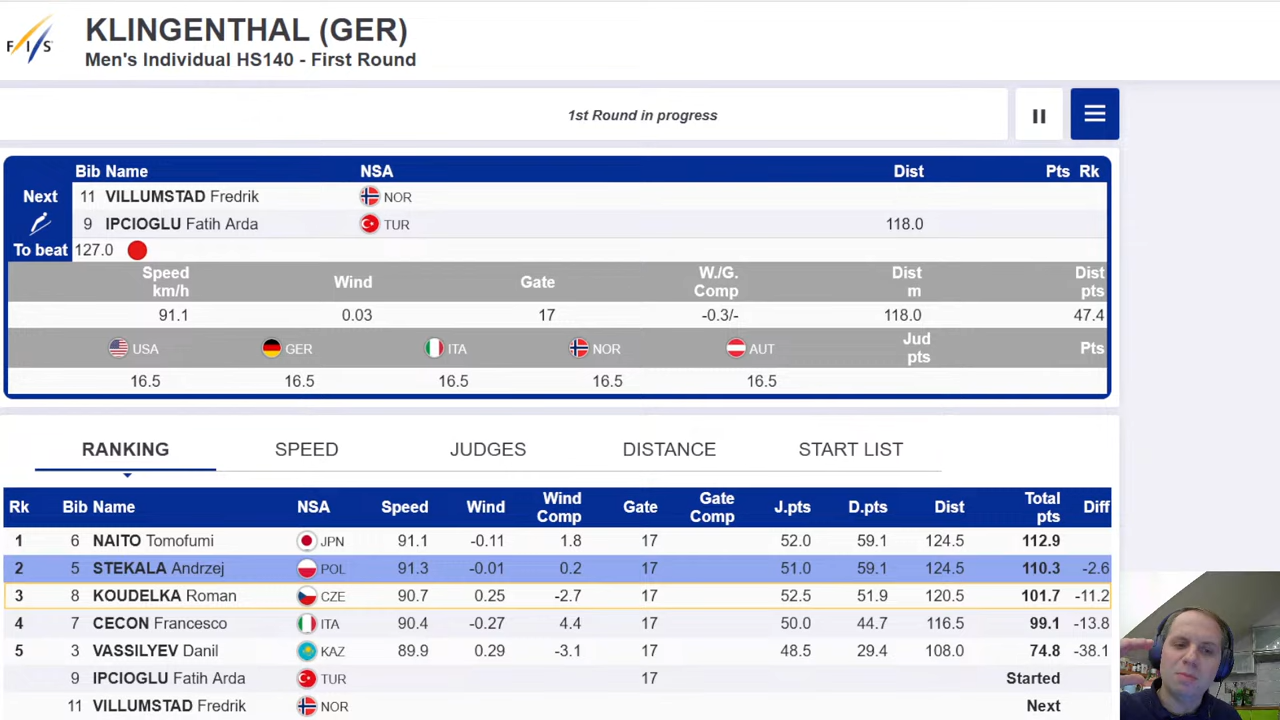 FIS
KLINGENTHAL (GER)
Men's Individual HS140 - First Round
1st Round in progress
Bib Name NSA Dist Pts Rk
Next 11 VILLUMSTAD Fredrik NOR
9 IPCIOGLU Fatih Arda TUR 118.0
To beat 127.0
Speed km/h Wind Gate W./G. Comp Dist m Dist pts
91.1 0.03 17 -0.3/- 118.0 47.4
USA GER ITA NOR AUT Jud pts Pts
16.5 16.5 16.5 16.5 16.5
RANKING SPEED JUDGES DISTANCE START LIST
Rk Bib Name NSA Speed Wind Wind Comp Gate Gate Comp J.pts D.pts Dist Total pts Diff
1 6 NAITO Tomofumi JPN 91.1 -0.11 1.8 17 52.0 59.1 124.5 112.9
2 5 STEKALA Andrzej POL 91.3 -0.01 0.2 17 51.0 59.1 124.5 110.3 -2.6
3 8 KOUDELKA Roman CZE 90.7 0.25 -2.7 17 52.5 51.9 120.5 101.7 -11.2
4 7 CECON Francesco ITA 90.4 -0.27 4.4 17 50.0 44.7 116.5 99.1 -13.8
5 3 VASSILYEV Danil KAZ 89.9 0.29 -3.1 17 48.5 29.4 108.0 74.8 -38.1
9 IPCIOGLU Fatih Arda TUR 17 Started
11 VILLUMSTAD Fredrik NOR Next